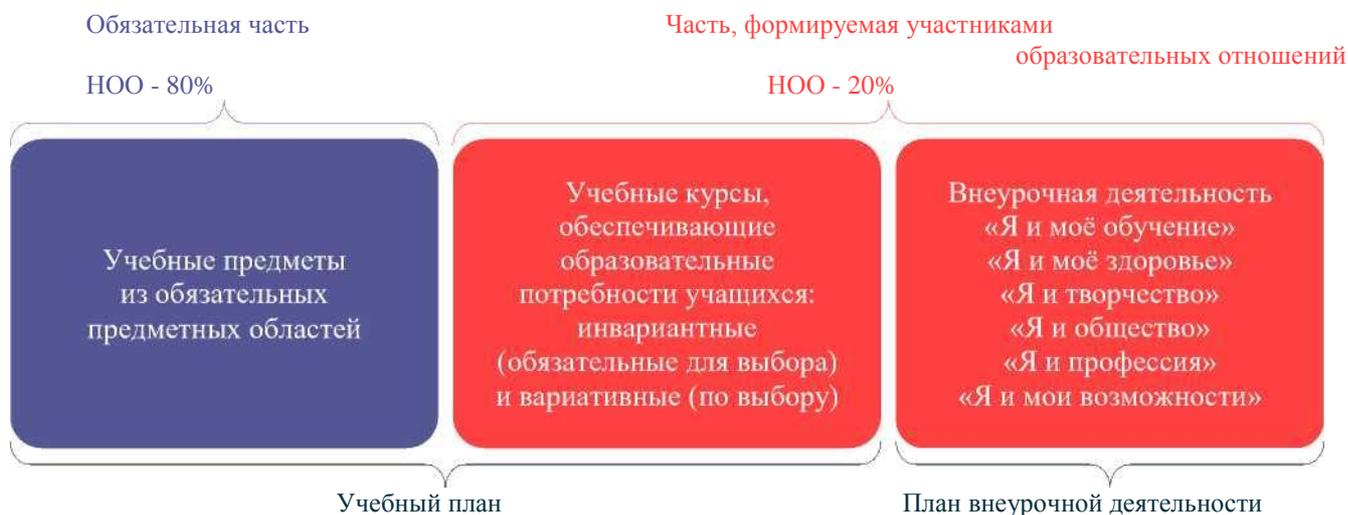 Обязательная часть
НОО - 80%
Часть, формируемая участниками
образовательных отношений
НОО - 20%
Учебные предметы
из обязательных
предметных областей
Учебные курсы,
обеспечивающие
образовательные
потребности учащихся:
инвариантные
(обязательные для выбора)
и вариативные (по выбору)
Внеурочная деятельность
«Я и моё обучение»
«Я и моё здоровье»
«Я и творчество»
«Я и общество»
«Я и профессия»
«Я и мои возможности»
Учебный план
План внеурочной деятельности